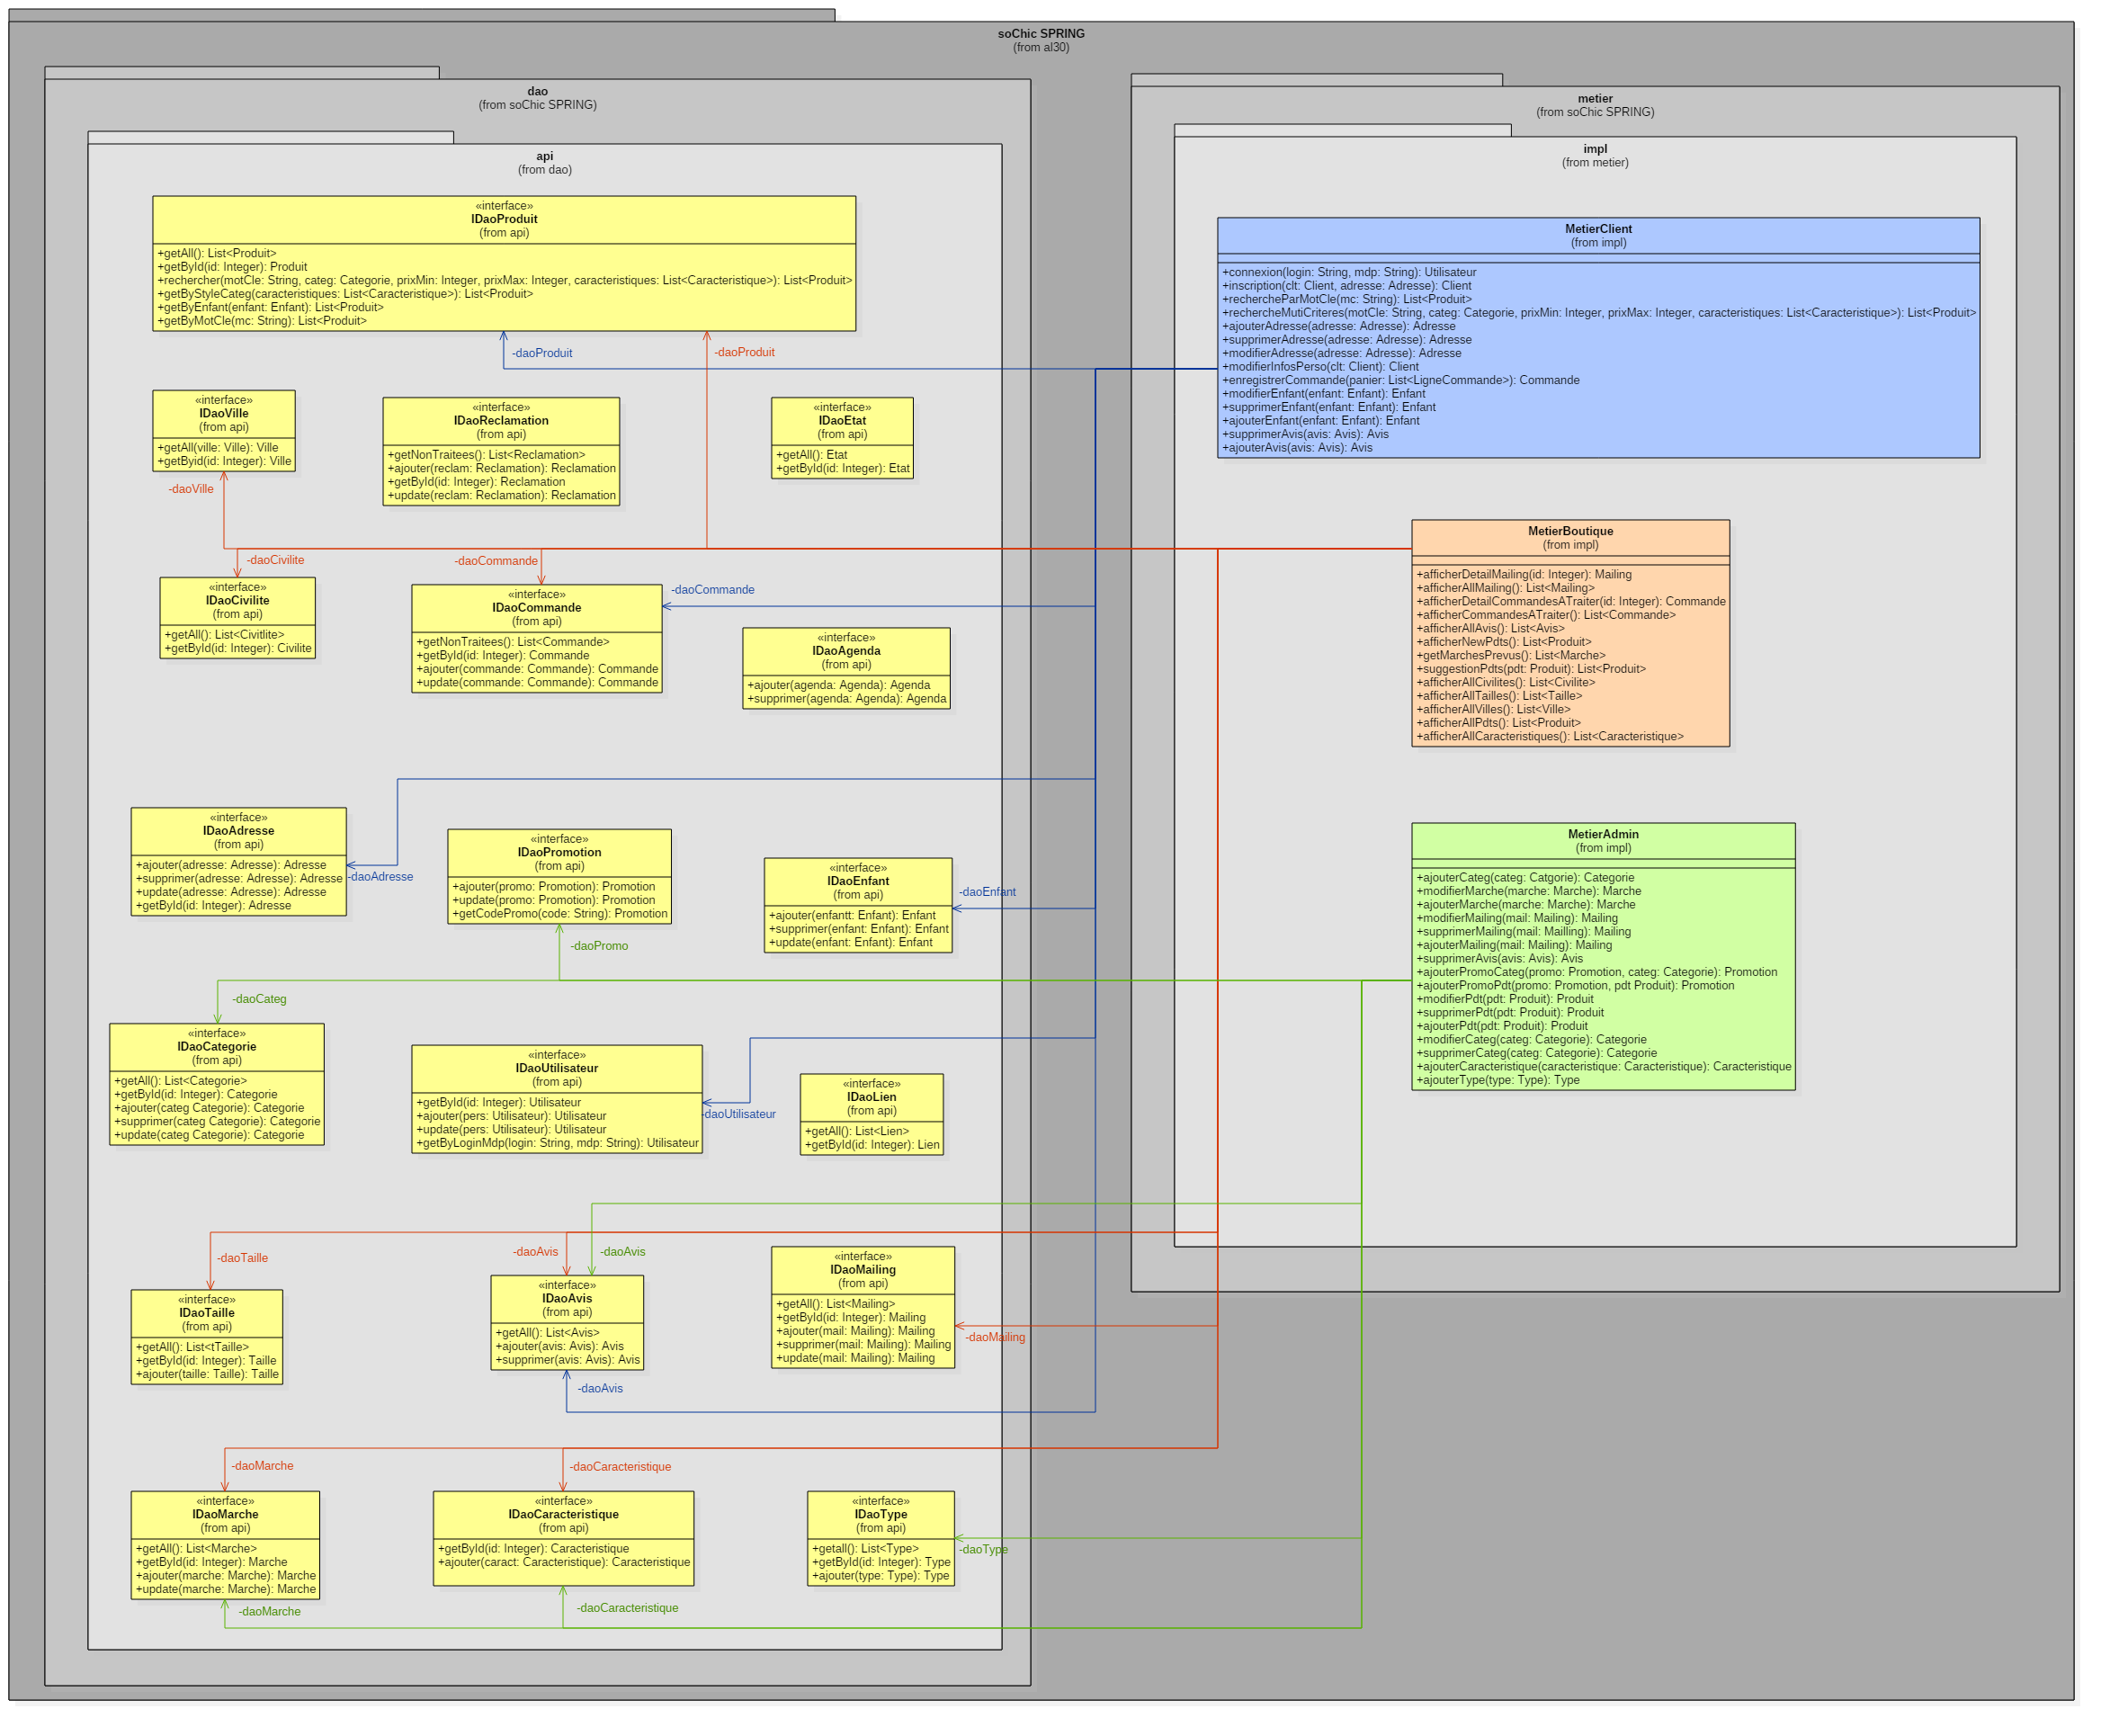 soChic SPRING
(from al30)
dao
(from soChic SPRING)
api
(from dao)
«interface»
IDaoProduit
(from api)
+getAll(): List<Produit>
+getById(id: Integer): Produit
+rechercher(motCle: String, categ: Categorie, prixMin: Integer, prixMax: Integer, caracteristiques: List<Caracteristique>): List<Produit>
+getByStyleCateg(caracteristiques: List<Caracteristique>): List<Produit>
+getByEnfant(enfant: Enfant): List<Produit>
+getByMotCle(mc: String): List<Produit>
-daoProduit
-daoProduit
«interface»
IDaoVille
(from api)
+getAll(ville: Ville): Ville
+getByid(id: Integer): Ville
-daoVille
«interface»
IDaoReclamation
(from api)
+getNonTraitees(): List<Reclamation>
+ajouter(reclam: Reclamation): Reclamation
+getById(id: Integer): Reclamation
+update(reclam: Reclamation): Reclamation
«interface»
IDaoEtat
(from api)
+getAll(): Etat
+getById(id: Integer): Etat
-daoCivilite
-daoCommande
-daoCommande
«interface»
IDaoCivilite
(from api)
+getAll(): List<Civitlite>
+getById(id: Integer): Civilite
«interface»
IDaoCommande
(from api)
+getNonTraitees(): List<Commande>
+getById(id: Integer): Commande
+ajouter(commande: Commande): Commande
+update(commande: Commande): Commande
«interface»
IDaoAgenda
(from api)
+ajouter(agenda: Agenda): Agenda
+supprimer(agenda: Agenda): Agenda
«interface»
IDaoAdresse
(from api)
+ajouter(adresse: Adresse): Adresse
+supprimer(adresse: Adresse): Adresse
+update(adresse: Adresse): Adresse
+getById(id: Integer): Adresse
-daoAdresse
«interface»
IDaoPromotion
(from api)
+ajouter(promo: Promotion): Promotion
+update(promo: Promotion): Promotion
+getCodePromo(code: String): Promotion
-daoPromo
«interface»
IDaoEnfant
(from api)
+ajouter(enfantt: Enfant): Enfant
+supprimer(enfant: Enfant): Enfant
+update(enfant: Enfant): Enfant
-daoEnfant
-daoCateg
«interface»
IDaoCategorie
(from api)
+getAll(): List<Categorie>
+getById(id: Integer): Categorie
+ajouter(categ Categorie): Categorie
+supprimer(categ Categorie): Categorie
+update(categ Categorie): Categorie
«interface»
IDaoUtilisateur
(from api)
+getById(id: Integer): Utilisateur
+ajouter(pers: Utilisateur): Utilisateur
+update(pers: Utilisateur): Utilisateur
+getByLoginMdp(login: String, mdp: String): Utilisateur
-daoUtilisateur
«interface»
IDaoLien
(from api)
+getAll(): List<Lien>
+getById(id: Integer): Lien
-daoTaille
-daoAvis
-daoAvis
«interface»
IDaoTaille
(from api)
+getAll(): List<tTaille>
+getById(id: Integer): Taille
+ajouter(taille: Taille): Taille
«interface»
IDaoAvis
(from api)
+getAll(): List<Avis>
+ajouter(avis: Avis): Avis
+supprimer(avis: Avis): Avis
-daoAvis
«interface»
IDaoMailing
(from api)
+getAll(): List<Mailing>
+getById(id: Integer): Mailing
+ajouter(mail: Mailing): Mailing
+supprimer(mail: Mailing): Mailing
+update(mail: Mailing): Mailing
-daoMailing
-daoMarche
-daoCaracteristique
«interface»
IDaoMarche
(from api)
+getAll(): List<Marche>
+getById(id: Integer): Marche
+ajouter(marche: Marche): Marche
+update(marche: Marche): Marche
-daoMarche
«interface»
IDaoCaracteristique
(from api)
+getById(id: Integer): Caracteristique
+ajouter(caract: Caracteristique): Caracteristique
-daoCaracteristique
«interface»
IDaoType
(from api)
+getall(): List<Type>
+getById(id: Integer): Type
+ajouter(type: Type): Type
-daoType
metier
(from soChic SPRING)
impl
(from metier)
MetierClient
(from impl)
+connexion(login: String, mdp: String): Utilisateur
+inscription(clt: Client, adresse: Adresse): Client
+rechercheParMotCle(mc: String): List<Produit>
+rechercheMutiCriteres(motCle: String, categ: Categorie, prixMin: Integer, prixMax: Integer, caracteristiques: List<Caracteristique>): List<Produit>
+ajouterAdresse(adresse: Adresse): Adresse
+supprimerAdresse(adresse: Adresse): Adresse
+modifierAdresse(adresse: Adresse): Adresse
+modifierInfosPerso(clt: Client): Client
+enregistrerCommande(panier: List<LigneCommande>): Commande
+modifierEnfant(enfant: Enfant): Enfant
+supprimerEnfant(enfant: Enfant): Enfant
+ajouterEnfant(enfant: Enfant): Enfant
+supprimerAvis(avis: Avis): Avis
+ajouterAvis(avis: Avis): Avis
MetierBoutique
(from impl)
+afficherDetailMailing(id: Integer): Mailing
+afficherAllMailing(): List<Mailing>
+afficherDetailCommandesATraiter(id: Integer): Commande
+afficherCommandesATraiter(): List<Commande>
+afficherAllAvis(): List<Avis>
+afficherNewPdts(): List<Produit>
+getMarchesPrevus(): List<Marche>
+suggestionPdts(pdt: Produit): List<Produit>
+afficherAllCivilites(): List<Civilite>
+afficherAllTailles(): List<Taille>
+afficherAllVilles(): List<Ville>
+afficherAllPdts(): List<Produit>
+afficherAllCaracteristiques(): List<Caracteristique>
MetierAdmin
(from impl)
+ajouterCateg(categ: Catgorie): Categorie
+modifierMarche(marche: Marche): Marche
+ajouterMarche(marche: Marche): Marche
+modifierMailing(mail: Mailing): Mailing
+supprimerMailing(mail: Mailling): Mailing
+ajouterMailing(mail: Mailing): Mailing
+supprimerAvis(avis: Avis): Avis
+ajouterPromoCateg(promo: Promotion, categ: Categorie): Promotion
+ajouterPromoPdt(promo: Promotion, pdt Produit): Promotion
+modifierPdt(pdt: Produit): Produit
+supprimerPdt(pdt: Produit): Produit
+ajouterPdt(pdt: Produit): Produit
+modifierCateg(categ: Categorie): Categorie
+supprimerCateg(categ: Categorie): Categorie
+ajouterCaracteristique(caracteristique: Caracteristique): Caracteristique
+ajouterType(type: Type): Type